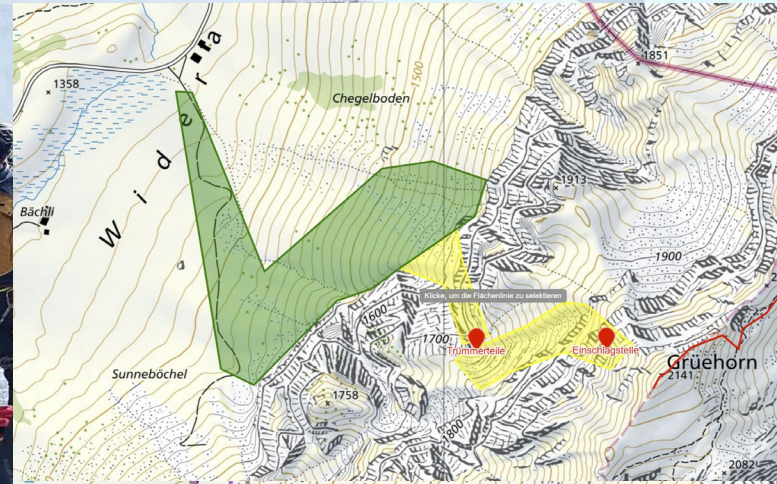 1851
1358
Widerra
1500
Chegelboden
1913
Bächli
1900
Klicke, um die Flächenlinie zu selektieren
1600
1700
Trümmerteile
Einschlagstelle
Grüehorn
Sunneböchel
2141
1758
1800
2082